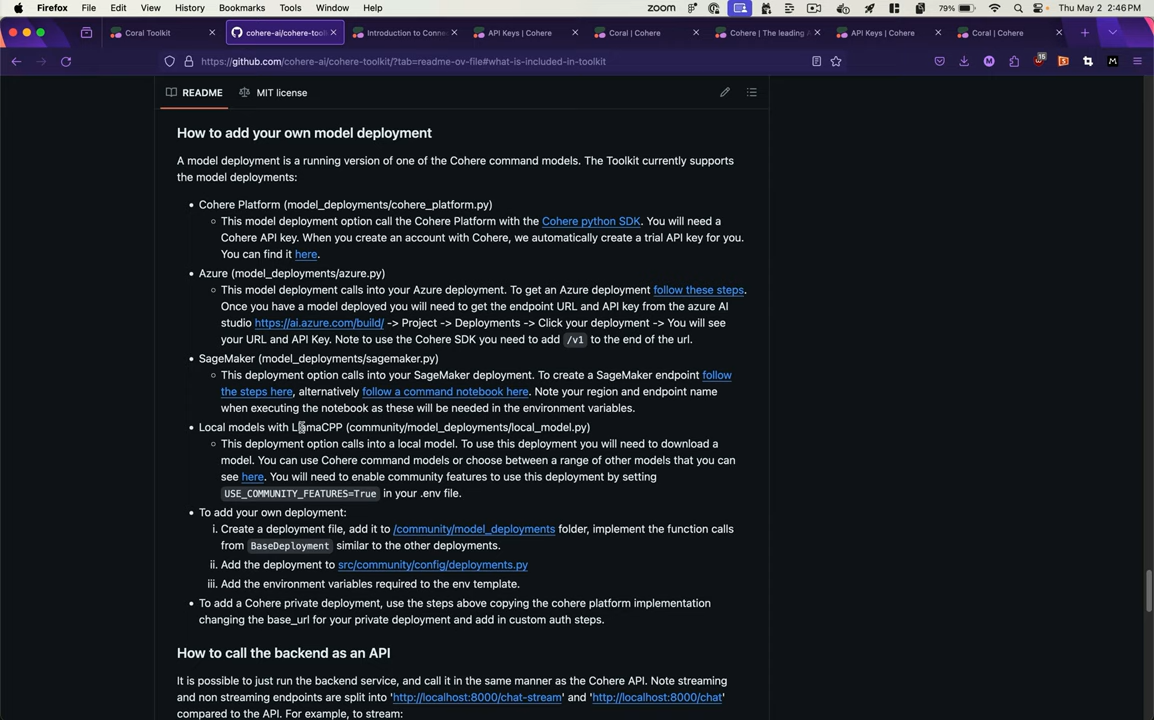 Firefox File Edit View History Bookmarks Tools Window Help zoom 79% Thu May 2 2:46 PM
Coral Toolkit cohere-ai/cohere-tool Introduction to Conne API Keys | Cohere Coral | Cohere Cohere | The leading A API Keys | Cohere Coral | Cohere
https://github.com/cohere-ai/cohere-toolkit/?tab=readme-ov-file#what-is-included-in-toolkit
README MIT license
How to add your own model deployment
A model deployment is a running version of one of the Cohere command models. The Toolkit currently supports
the model deployments:
• Cohere Platform (model_deployments/cohere_platform.py)
◦ This model deployment option call the Cohere Platform with the Cohere python SDK. You will need a
Cohere API key. When you create an account with Cohere, we automatically create a trial API key for you.
You can find it here.
• Azure (model_deployments/azure.py)
◦ This model deployment calls into your Azure deployment. To get an Azure deployment follow these steps.
Once you have a model deployed you will need to get the endpoint URL and API key from the azure AI
studio https://ai.azure.com/build/ -> Project -> Deployments -> Click your deployment -> You will see
your URL and API Key. Note to use the Cohere SDK you need to add /v1 to the end of the url.
• SageMaker (model_deployments/sagemaker.py)
◦ This deployment option calls into your SageMaker deployment. To create a SageMaker endpoint follow
the steps here, alternatively follow a command notebook here. Note your region and endpoint name
when executing the notebook as these will be needed in the environment variables.
• Local models with LlamaCPP (community/model_deployments/local_model.py)
◦ This deployment option calls into a local model. To use this deployment you will need to download a
model. You can use Cohere command models or choose between a range of other models that you can
see here. You will need to enable community features to use this deployment by setting
USE_COMMUNITY_FEATURES=True in your .env file.
• To add your own deployment:
i. Create a deployment file, add it to /community/model_deployments folder, implement the function calls
from BaseDeployment similar to the other deployments.
ii. Add the deployment to src/community/config/deployments.py
iii. Add the environment variables required to the env template.
• To add a Cohere private deployment, use the steps above copying the cohere platform implementation
changing the base_url for your private deployment and add in custom auth steps.
How to call the backend as an API
It is possible to just run the backend service, and call it in the same manner as the Cohere API. Note streaming
and non streaming endpoints are split into 'http://localhost:8000/chat-stream' and 'http://localhost:8000/chat'
compared to the API. For example, to stream: